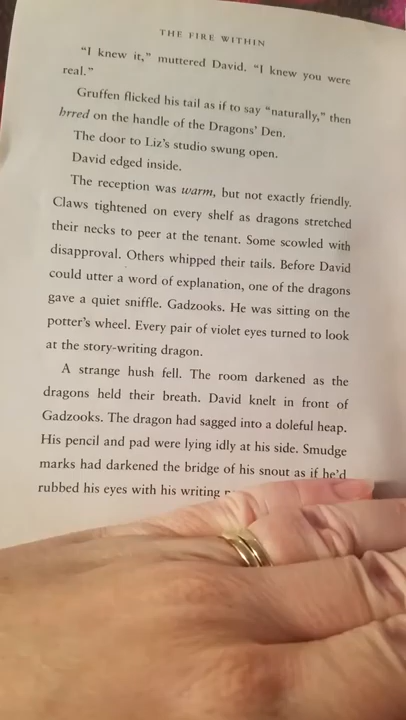 THE FIRE WITHIN
"I knew it," muttered David. "I knew you were
real."
Gruffen flicked his tail as if to say "naturally," then
hrred on the handle of the Dragons' Den.
The door to Liz's studio swung open.
David edged inside.
The reception was warm, but not exactly friendly.
Claws tightened on every shelf as dragons stretched
their necks to peer at the tenant. Some scowled with
disapproval. Others whipped their tails. Before David
could utter a word of explanation, one of the dragons
gave a quiet sniffle. Gadzooks. He was sitting on the
potter's wheel. Every pair of violet eyes turned to look
at the story-writing dragon.
A strange hush fell. The room darkened as the
dragons held their breath. David knelt in front of
Gadzooks. The dragon had sagged into a doleful heap.
His pencil and pad were lying idly at his side. Smudge
marks had darkened the bridge of his snout as if he'd
rubbed his eyes with his writing